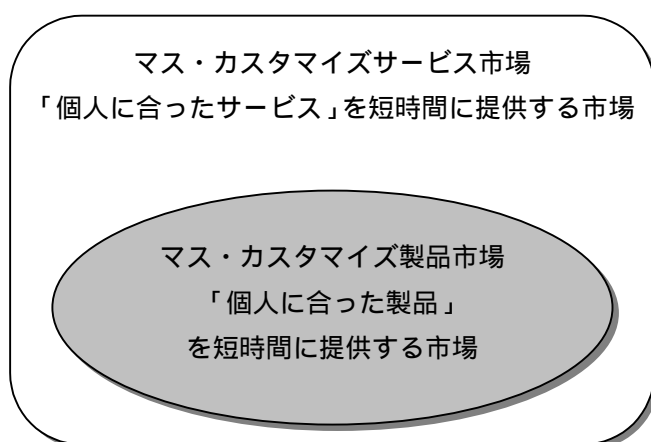 マス・カスタマイズサービス市場
「個人に合ったサービス」を短時間に提供する市場
マス・カスタマイズ製品市場
「個人に合った製品」
を短時間に提供する市場